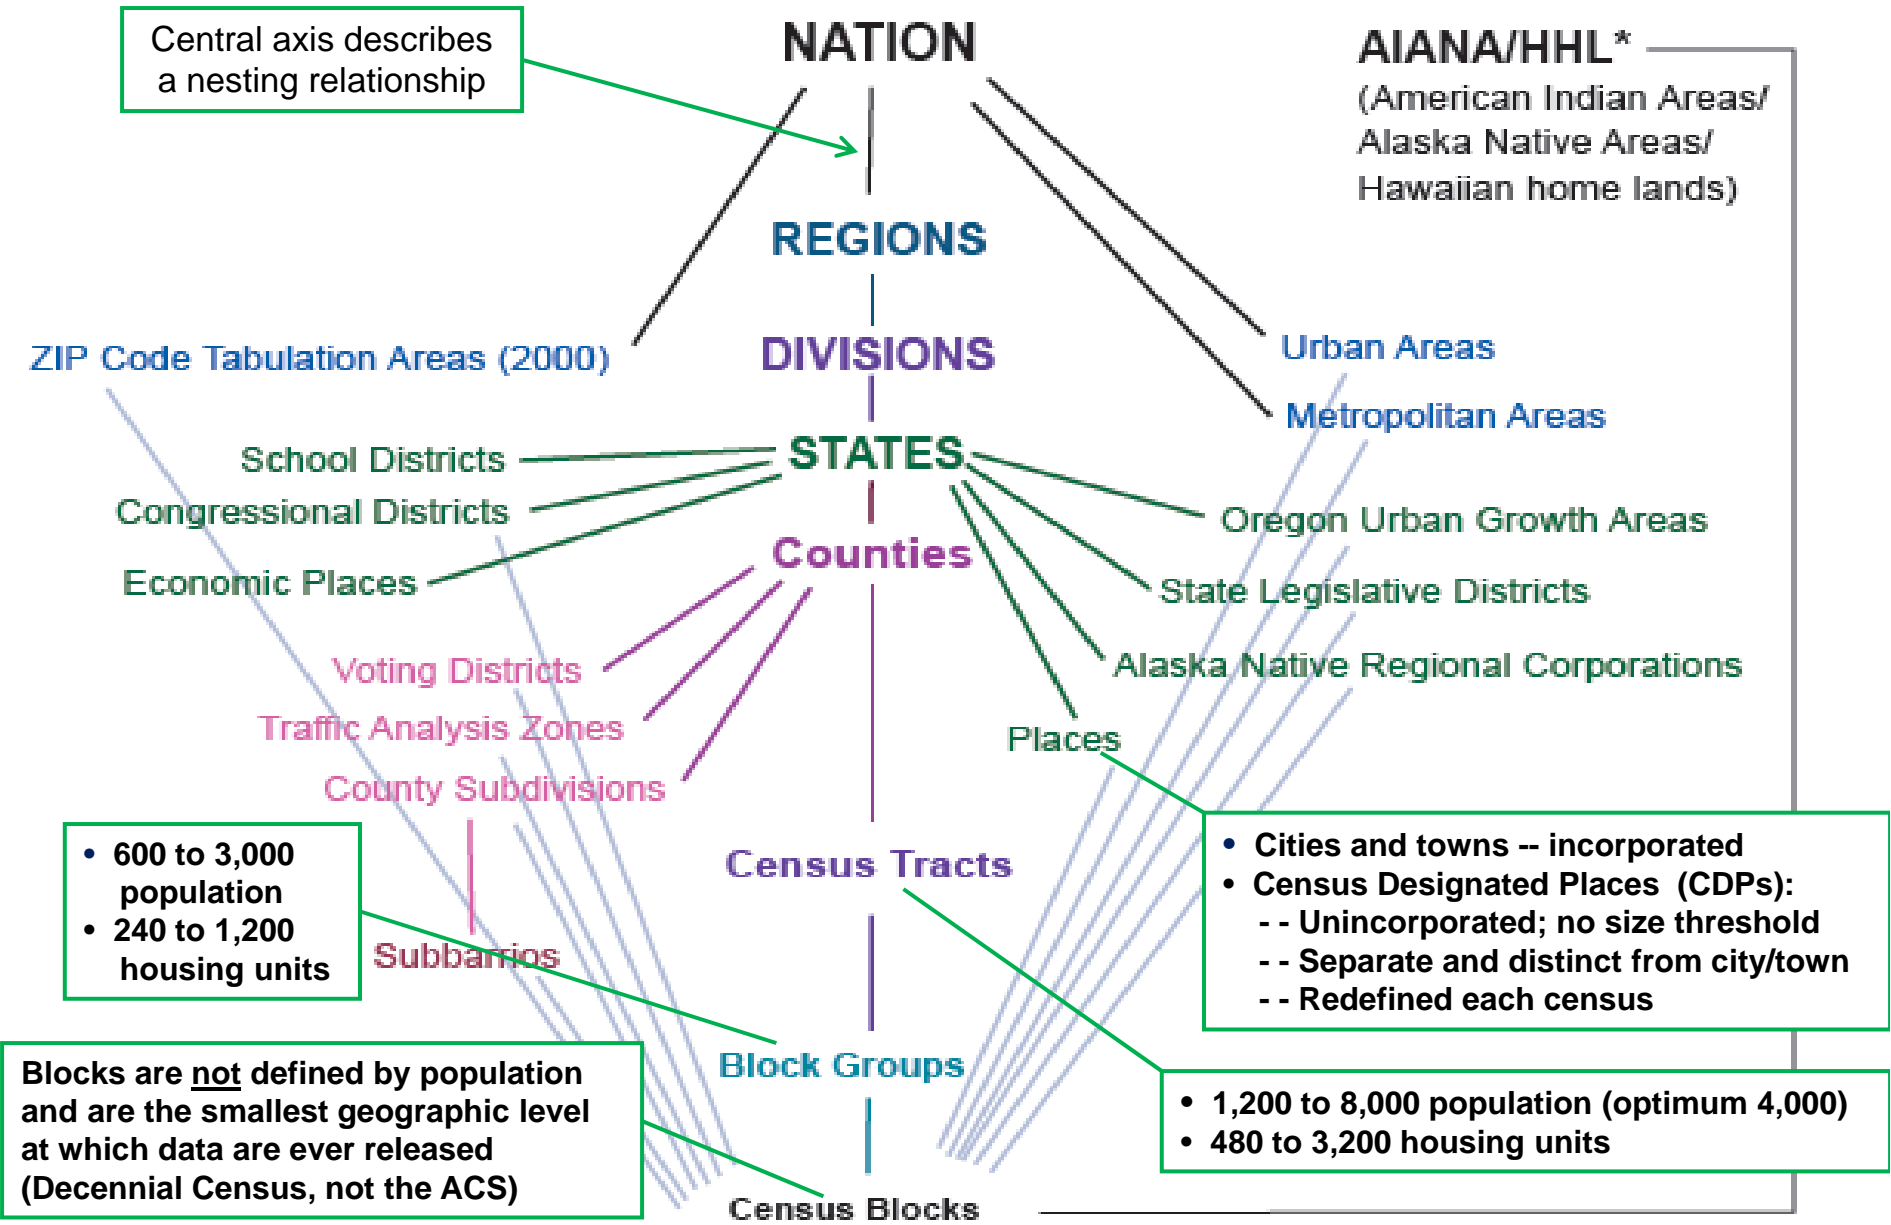 Central axis describes
a nesting relationship
NATION
AIANA/HHL*
(American Indian Areas/
Alaska Native Areas/
Hawaiian home lands)
REGIONS
ZIP Code Tabulation Areas (2000)
DIVISIONS
Urban Areas
Metropolitan Areas
School Districts
STATES
Congressional Districts
Oregon Urban Growth Areas
Counties
Economic Places
State Legislative Districts
Voting Districts
Alaska Native Regional Corporations
Traffic Analysis Zones
Places
County Subdivisions
• 600 to 3,000
population
• 240 to 1,200
housing units
Census Tracts
• Cities and towns -- incorporated
• Census Designated Places (CDPs):
- - Unincorporated; no size threshold
- - Separate and distinct from city/town
- - Redefined each census
Subbarrios
Block Groups
Blocks are not defined by population
and are the smallest geographic level
at which data are ever released
(Decennial Census, not the ACS)
• 1,200 to 8,000 population (optimum 4,000)
• 480 to 3,200 housing units
Census Blocks